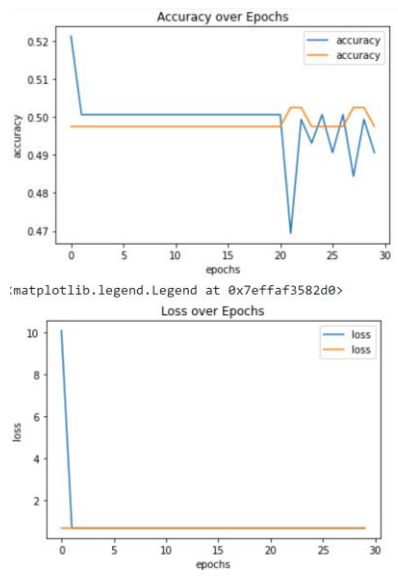 Accuracy over Epochs
0.52
0.51
0.50
0.49
0.48
0.47
accuracy
accuracy
accuracy
0 5 10 15 20 25 30
epochs
<matplotlib.legend.Legend at 0x7effaf3582d0>
Loss over Epochs
10
8
6
4
2
loss
loss
loss
0 5 10 15 20 25 30
epochs